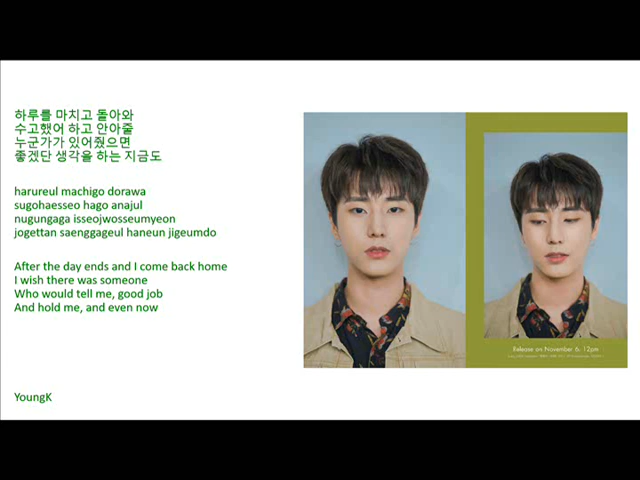 하루를 마치고 돌아와
수고했어 하고 안아줄
누군가가 있어줬으면
좋겠단 생각을 하는 지금도
harureul machigo dorawa
sugohaesseo hago anajul
nugungaga isseojwosseumyeon
jogettan saenggageul haneun jigeumdo
After the day ends and I come back home
I wish there was someone
Who would tell me, good job
And hold me, and even now
YoungK
Release on November 6, 12pm